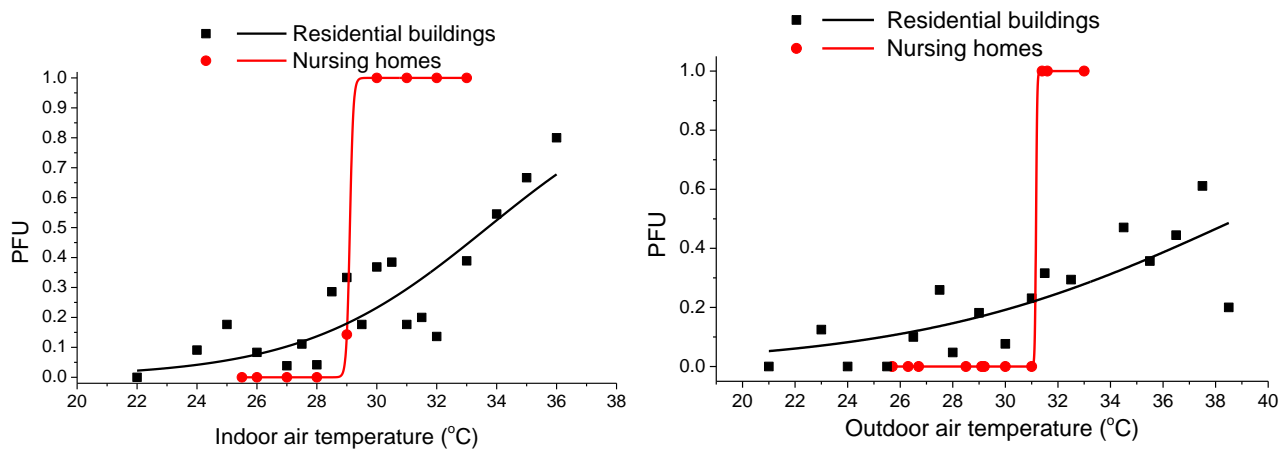 Residential buildings
Nursing homes
1.0
0.9
0.8
0.7
0.6
0.5
0.4
0.3
0.2
0.1
0.0
PFU
20 22 24 26 28 30 32 34 36 38
Indoor air temperature (°C)
Residential buildings
Nursing homes
1.0
0.8
0.6
0.4
0.2
0.0
PFU
20 22 24 26 28 30 32 34 36 38 40
Outdoor air temperature (°C)